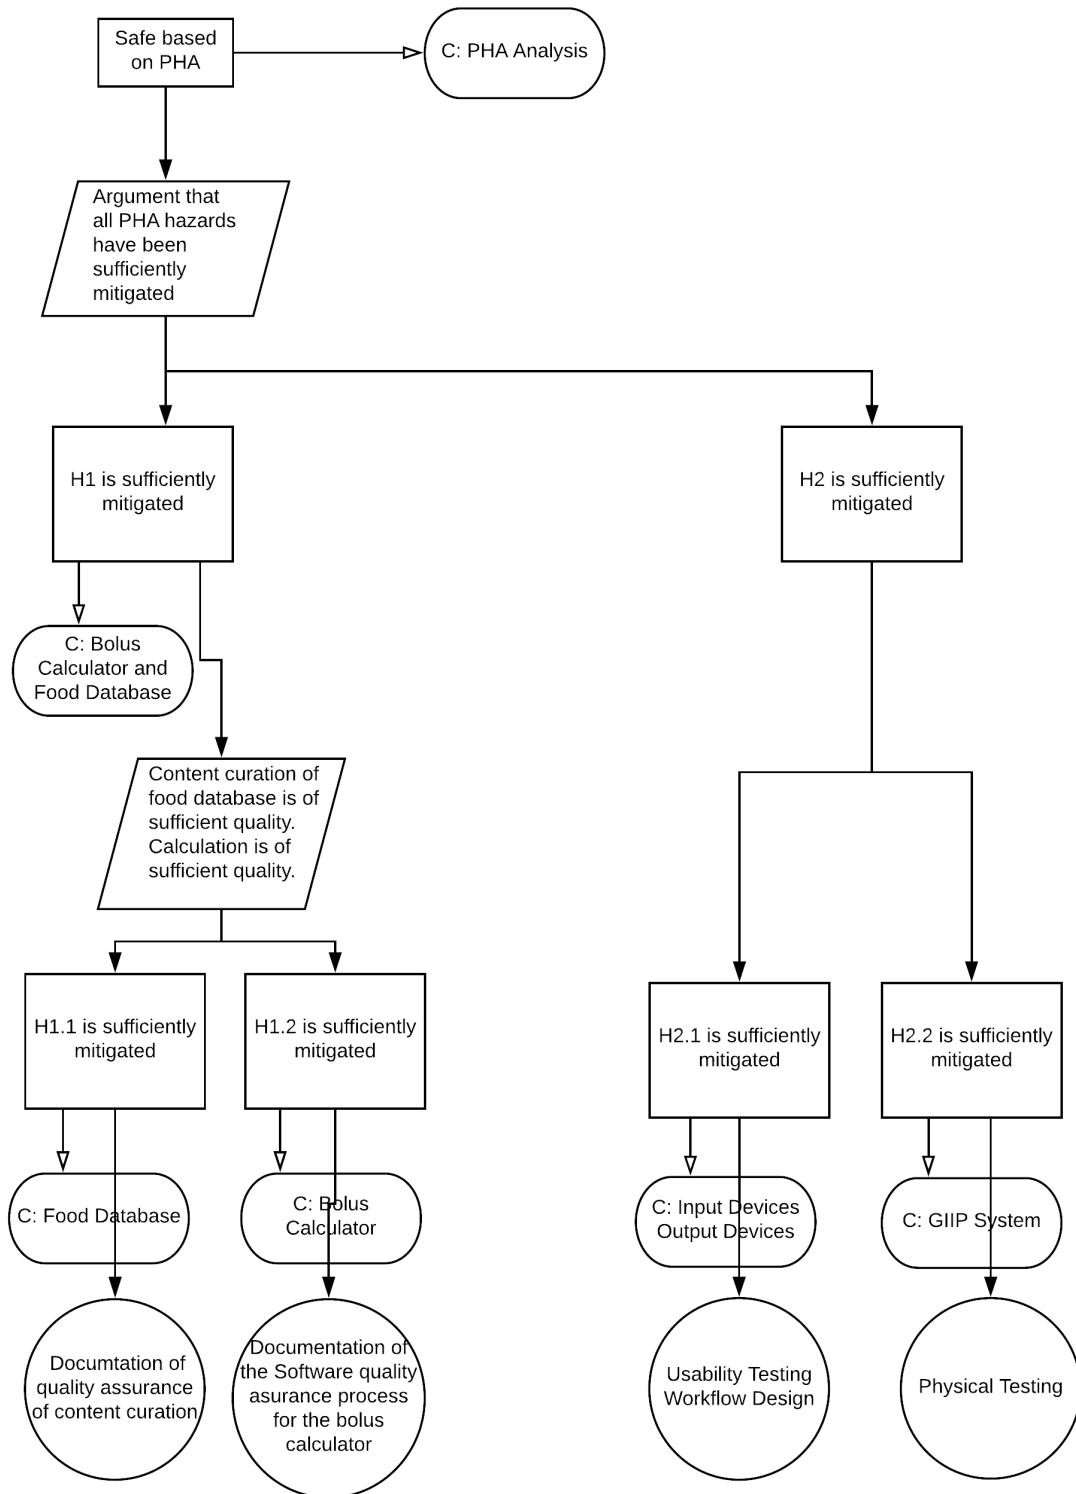 Safe based
on PHA
C: PHA Analysis
Argument that
all PHA hazards
have been
sufficiently
mitigated
H1 is sufficiently
mitigated
H2 is sufficiently
mitigated
C: Bolus
Calculator and
Food Database
Content curation of
food database is of
sufficient quality.
Calculation is of
sufficient quality.
H1.1 is sufficiently
mitigated
H1.2 is sufficiently
mitigated
H2.1 is sufficiently
mitigated
H2.2 is sufficiently
mitigated
C: Food Database
C: Bolus
Calculator
C: Input Devices
Output Devices
C: GIIP System
Documtation of
quality assurance
of content curation
Documentation of
the Software quality
asurance process
for the bolus
calculator
Usability Testing
Workflow Design
Physical Testing